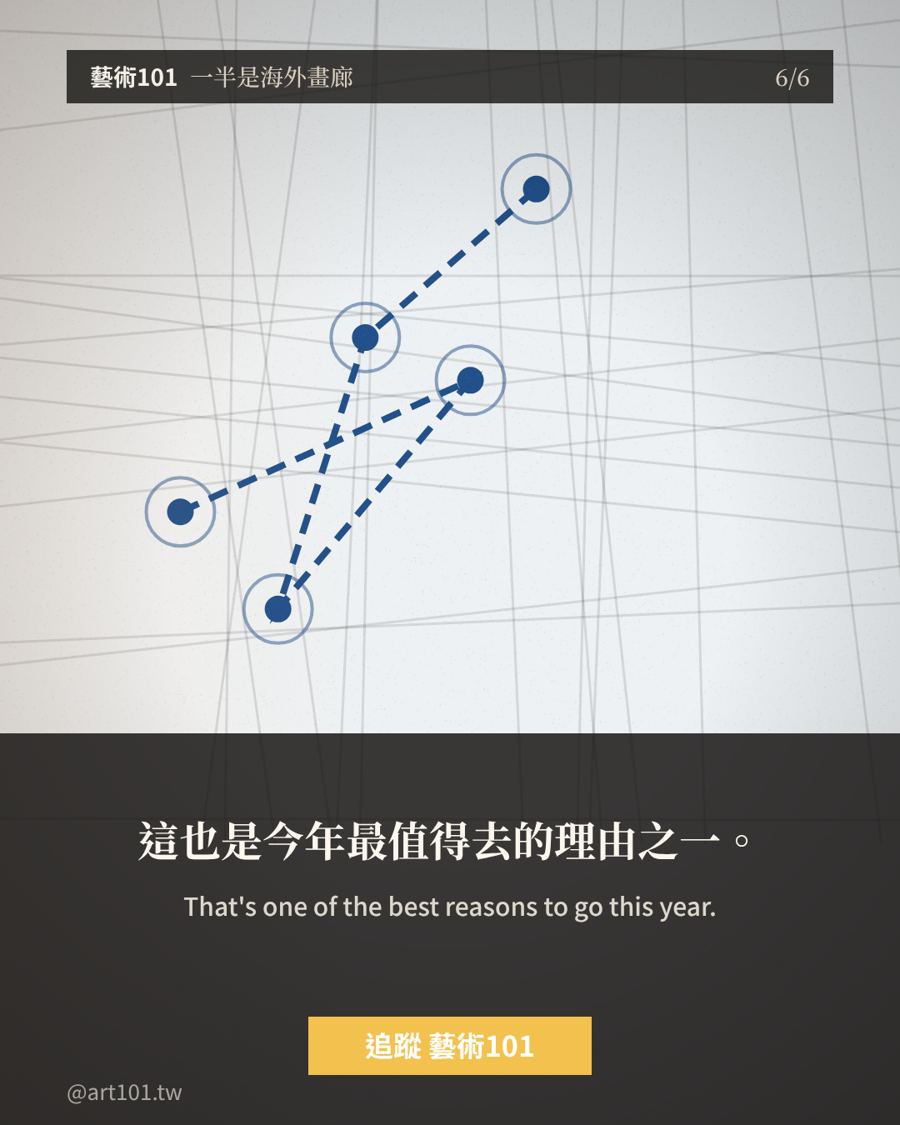 藝術101 一半是海外畫廊 6/6
這也是今年最值得去的理由之一。
That's one of the best reasons to go this year.
追蹤 藝術101
@art101.tw